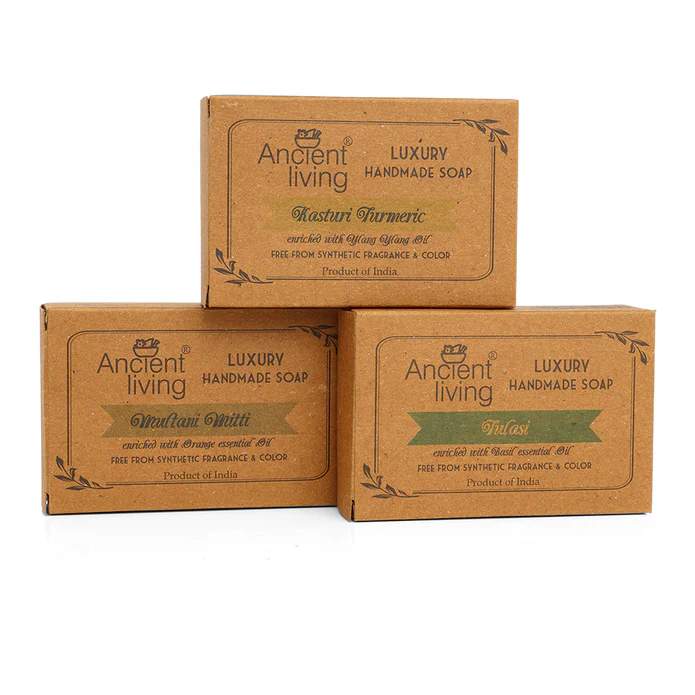 Ancient®
living
LUXURY
HANDMADE SOAP
Kasturi Turmeric
enriched with Ylang Ylang Oil
FREE FROM SYNTHETIC FRAGRANCE & COLOR
Product of India
Ancient®
living
LUXURY
HANDMADE SOAP
Multani Mitti
enriched with Orange essential Oil
FREE FROM SYNTHETIC FRAGRANCE & COLOR
Product of India
Ancient®
living
LUXURY
HANDMADE SOAP
Tulasi
enriched with Basil essential Oil
FREE FROM SYNTHETIC FRAGRANCE & COLOR
Product of India